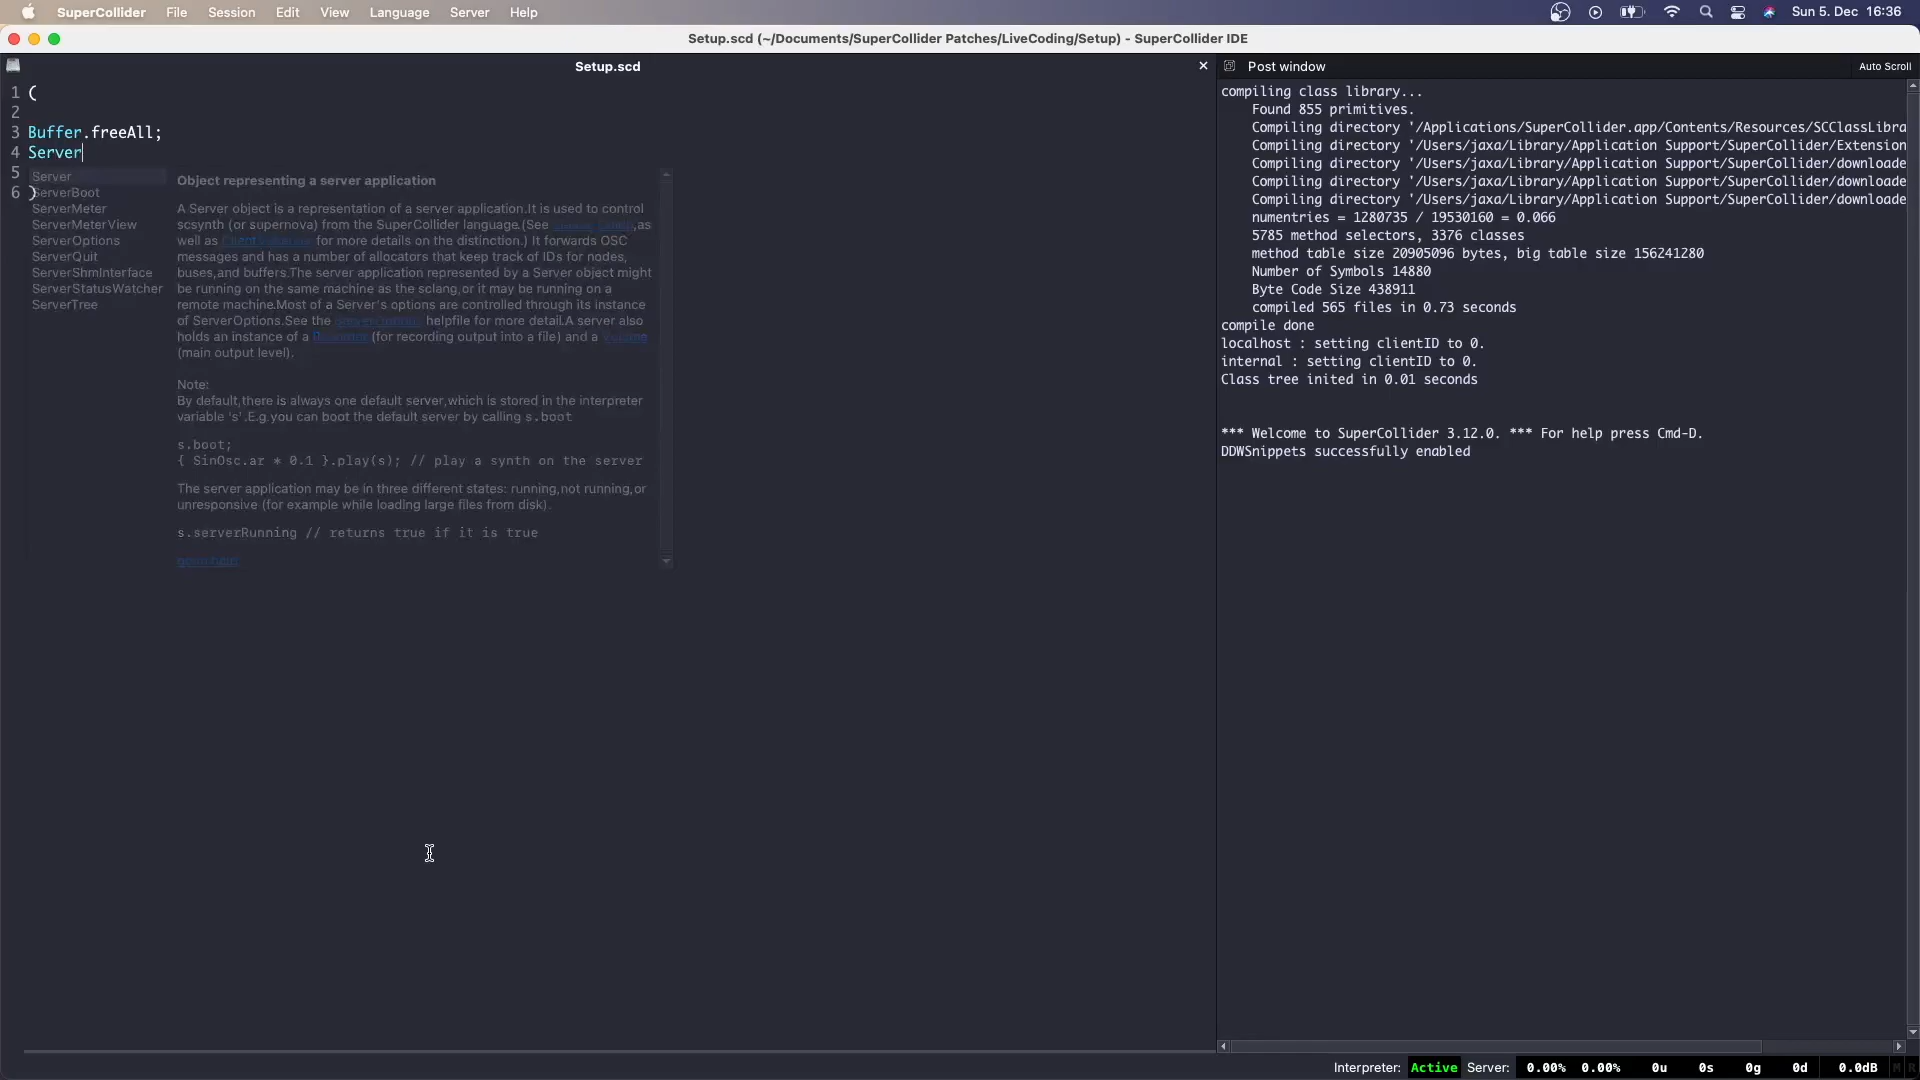 SuperCollider File Session Edit View Language Server Help Sun 5. Dec 16:36
Setup.scd (~/Documents/SuperCollider Patches/LiveCoding/Setup) - SuperCollider IDE
Setup.scd
1 (
2
3 Buffer.freeAll;
4 Server
5
6 )
Server
ServerBoot
ServerMeter
ServerMeterView
ServerOptions
ServerQuit
ServerShmInterface
ServerStatusWatcher
ServerTree
Object representing a server application
A Server object is a representation of a server application.It is used to control
scsynth (or supernova) from the SuperCollider language.(See ,as
well as for more details on the distinction.) It forwards OSC
messages and has a number of allocators that keep track of IDs for nodes,
buses,and buffers.The server application represented by a Server object might
be running on the same machine as the sclang,or it may be running on a
remote machine.Most of a Server's options are controlled through its instance
of ServerOptions.See the helpfile for more detail.A server also
holds an instance of a (for recording output into a file) and a
(main output level).
Note:
By default,there is always one default server,which is stored in the interpreter
variable 's'.E.g.you can boot the default server by calling s.boot
s.boot;
{ SinOsc.ar * 0.1 }.play(s); // play a synth on the server
The server application may be in three different states: running,not running,or
unresponsive (for example while loading large files from disk).
s.serverRunning // returns true if it is true
Post window
Auto Scroll
compiling class library...
Found 855 primitives.
Compiling directory '/Applications/SuperCollider.app/Contents/Resources/SCClassLibra
Compiling directory '/Users/jaxa/Library/Application Support/SuperCollider/Extension
Compiling directory '/Users/jaxa/Library/Application Support/SuperCollider/downloade
Compiling directory '/Users/jaxa/Library/Application Support/SuperCollider/downloade
Compiling directory '/Users/jaxa/Library/Application Support/SuperCollider/downloade
numentries = 1280735 / 19530160 = 0.066
5785 method selectors, 3376 classes
method table size 20905096 bytes, big table size 156241280
Number of Symbols 14880
Byte Code Size 438911
compiled 565 files in 0.73 seconds
compile done
localhost : setting clientID to 0.
internal : setting clientID to 0.
Class tree inited in 0.01 seconds
*** Welcome to SuperCollider 3.12.0. *** For help press Cmd-D.
DDWSnippets successfully enabled
Interpreter: Active Server: 0.00% 0.00% 0u 0s 0g 0d 0.0dB M R